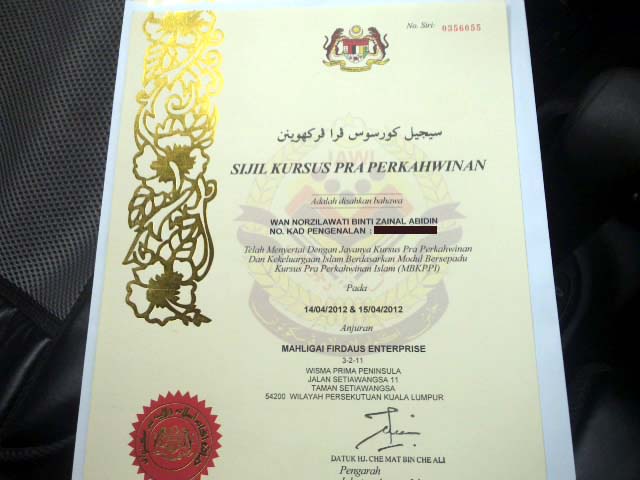 No. Siri: 0356055
سيجيل كورسوس ڤرا ڤركهوينن
SIJIL KURSUS PRA PERKAHWINAN
Adalah disahkan bahawa
WAN NORZILAWATI BINTI ZAINAL ABIDIN
NO. KAD PENGENALAN :
Telah Menyertai Dengan Jayanya Kursus Pra Perkahwinan
Dan Kekeluargaan Islam Berdasarkan Modul Bersepadu
Kursus Pra Perkahwinan Islam (MBKPPI)
Pada
14/04/2012 & 15/04/2012
Anjuran
MAHLIGAI FIRDAUS ENTERPRISE
3-2-11
WISMA PRIMA PENINSULA
JALAN SETIAWANGSA 11
TAMAN SETIAWANGSA
54200 WILAYAH PERSEKUTUAN KUALA LUMPUR
DATUK HJ. CHE MAT BIN CHE ALI
Pengarah